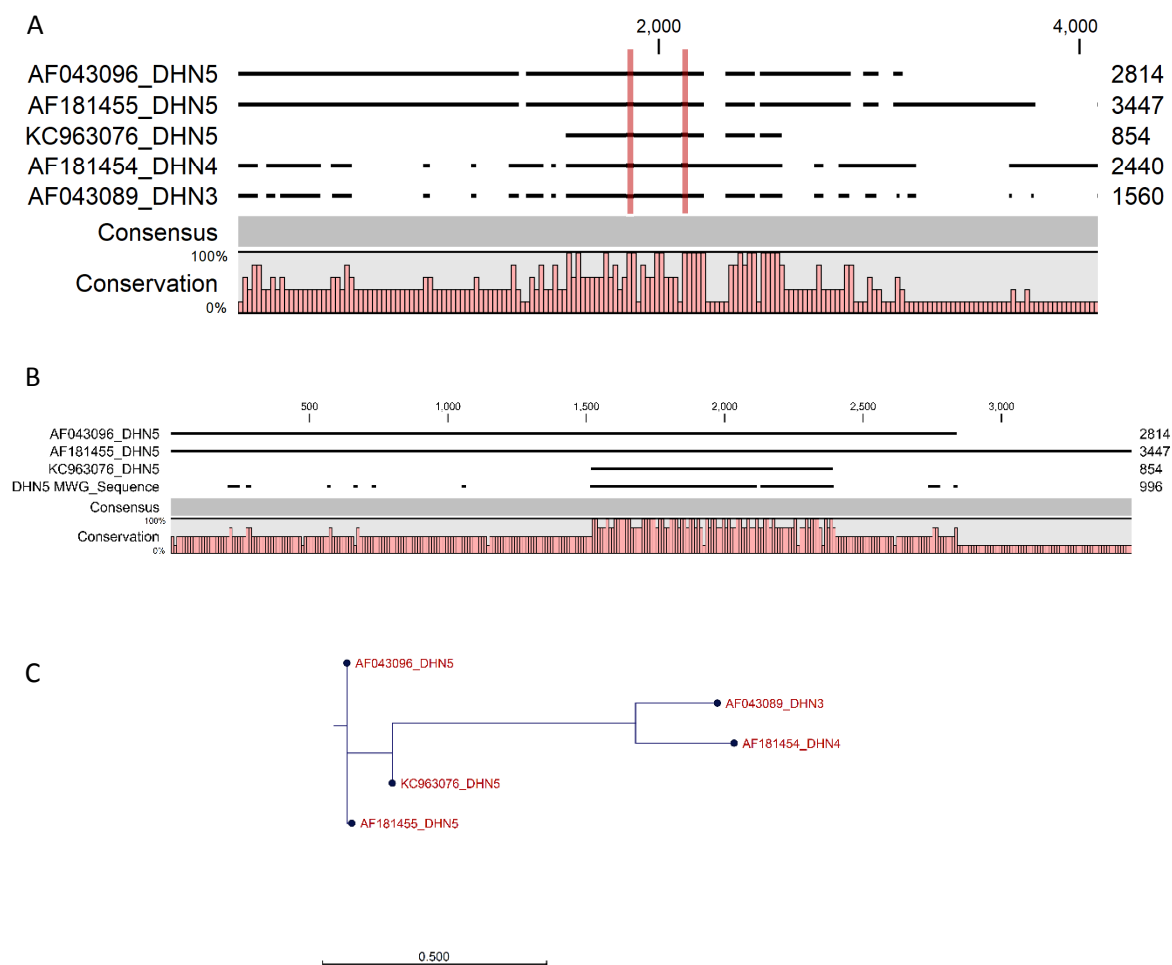 A
2,000 4,000
AF043096_DHN5 2814
AF181455_DHN5 3447
KC963076_DHN5 854
AF181454_DHN4 2440
AF043089_DHN3 1560
Consensus
100%
Conservation
0%
B
500 1,000 1,500 2,000 2,500 3,000
AF043096_DHN5 2814
AF181455_DHN5 3447
KC963076_DHN5 854
DHN5 MWG_Sequence 996
Consensus
100%
Conservation
0%
C
AF043096_DHN5
AF043089_DHN3
AF181454_DHN4
KC963076_DHN5
AF181455_DHN5
0.500